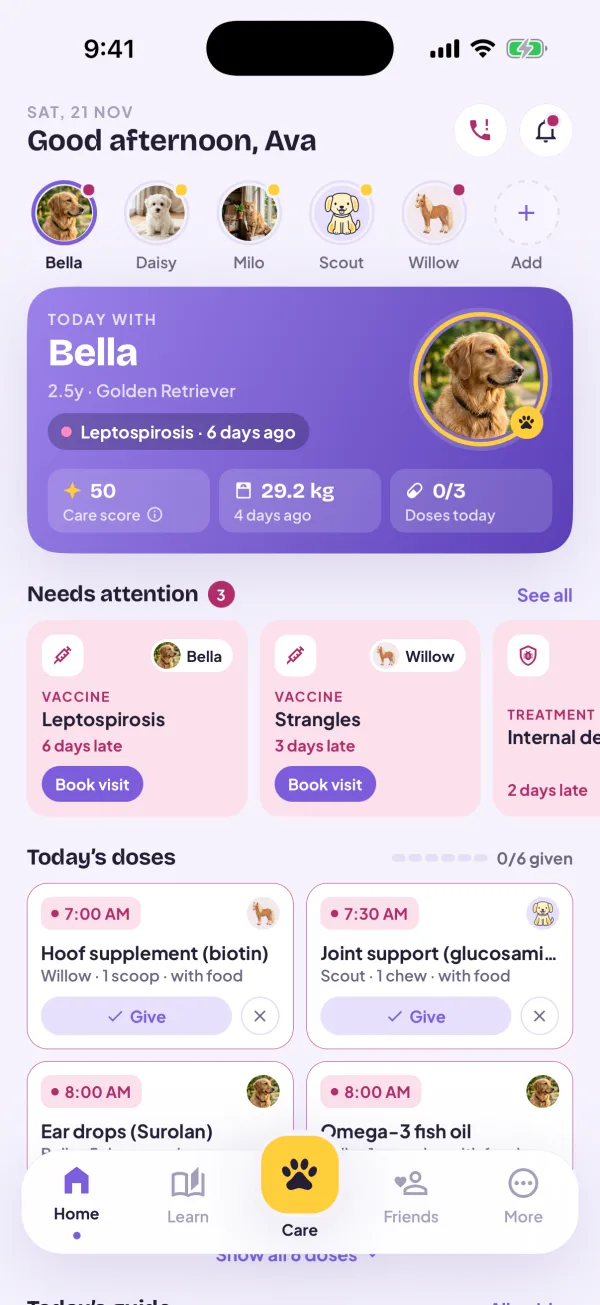 9:41
SAT, 21 NOV
Good afternoon, Ava
Bella
Daisy
Milo
Scout
Willow
Add
TODAY WITH
Bella
2.5y · Golden Retriever
Leptospirosis · 6 days ago
50
Care score
29.2 kg
4 days ago
0/3
Doses today
Needs attention 3
See all
Bella
VACCINE
Leptospirosis
6 days late
Book visit
Willow
VACCINE
Strangles
3 days late
Book visit
TREATMENT
Internal de
2 days late
Today's doses
0/6 given
7:00 AM
Hoof supplement (biotin)
Willow · 1 scoop · with food
Give
7:30 AM
Joint support (glucosami...
Scout · 1 chew · with food
Give
8:00 AM
Ear drops (Surolan)
8:00 AM
Omega-3 fish oil
Home
Learn
Care
Friends
More
Show all 6 doses
Today's guide